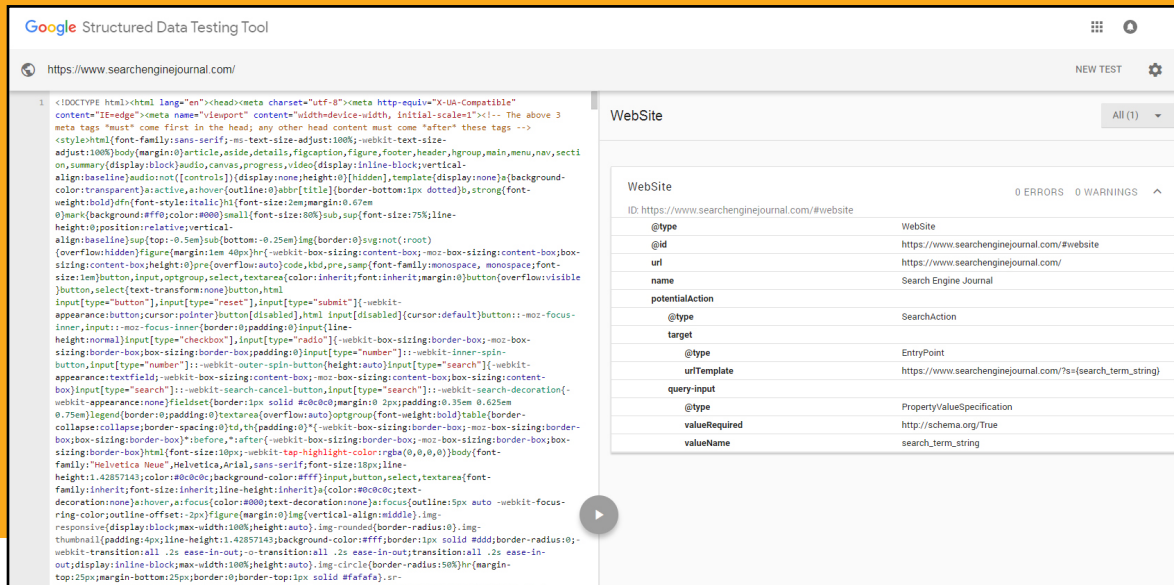 Google Structured Data Testing Tool
https://www.searchenginejournal.com/
NEW TEST
1 <!DOCTYPE html><html lang="en"><head><meta charset="utf-8"><meta http-equiv="X-UA-Compatible"
content="IE=edge"><meta name="viewport" content="width=device-width, initial-scale=1"><!-- The above 3
meta tags *must* come first in the head; any other head content must come *after* these tags -->
<style>html{font-family:sans-serif;-ms-text-size-adjust:100%;-webkit-text-size-
adjust:100%}body{margin:0}article,aside,details,figcaption,figure,footer,header,hgroup,main,menu,nav,secti
on,summary{display:block}audio,canvas,progress,video{display:inline-block;vertical-
align:baseline}audio:not([controls]){display:none;height:0}[hidden],template{display:none}a{background-
color:transparent}a:active,a:hover{outline:0}abbr[title]{border-bottom:1px dotted}b,strong{font-
weight:bold}dfn{font-style:italic}h1{font-size:2em;margin:0.67em
0}mark{background:#ff0;color:#000}small{font-size:80%}sub,sup{font-size:75%;line-
height:0;position:relative;vertical-
align:baseline}sup{top:-0.5em}sub{bottom:-0.25em}img{border:0}svg:not(:root)
{overflow:hidden}figure{margin:1em 40px}hr{-webkit-box-sizing:content-box;-moz-box-sizing:content-box;box-
sizing:content-box;height:0}pre{overflow:auto}code,kbd,pre,samp{font-family:monospace, monospace;font-
size:1em}button,input,optgroup,select,textarea{color:inherit;font:inherit;margin:0}button{overflow:visible
}button,select{text-transform:none}button,html
input[type="button"],input[type="reset"],input[type="submit"]{-webkit-
appearance:button;cursor:pointer}button[disabled],html input[disabled]{cursor:default}button::-moz-focus-
inner,input::-moz-focus-inner{border:0;padding:0}input{line-
height:normal}input[type="checkbox"],input[type="radio"]{-webkit-box-sizing:border-box;-moz-box-
sizing:border-box;box-sizing:border-box;padding:0}input[type="number"]::-webkit-inner-spin-
button,input[type="number"]::-webkit-outer-spin-button{height:auto}input[type="search"]{-webkit-
appearance:textfield;-webkit-box-sizing:content-box;-moz-box-sizing:content-box;box-sizing:content-
box}input[type="search"]::-webkit-search-cancel-button,input[type="search"]::-webkit-search-decoration{-
webkit-appearance:none}fieldset{border:1px solid #c0c0c0;margin:0 2px;padding:0.35em 0.625em
0.75em}legend{border:0;padding:0}textarea{overflow:auto}optgroup{font-weight:bold}table{border-
collapse:collapse;border-spacing:0}td,th{padding:0}*{-webkit-box-sizing:border-box;-moz-box-sizing:border-
box;box-sizing:border-box}*:before,*:after{-webkit-box-sizing:border-box;-moz-box-sizing:border-box;box-
sizing:border-box}html{font-size:10px;-webkit-tap-highlight-color:rgba(0,0,0,0)}body{font-
family:"Helvetica Neue",Helvetica,Arial,sans-serif;font-size:18px;line-
height:1.42857143;color:#0c0c0c;background-color:#fff}input,button,select,textarea{font-
family:inherit;font-size:inherit;line-height:inherit}a{color:#0c0c0c;text-
decoration:none}a:hover,a:focus{color:#000;text-decoration:none}a:focus{outline:5px auto -webkit-focus-
ring-color;outline-offset:-2px}figure{margin:0}img{vertical-align:middle}.img-
responsive{display:block;max-width:100%;height:auto}.img-rounded{border-radius:0}.img-
thumbnail{padding:4px;line-height:1.42857143;background-color:#fff;border:1px solid #ddd;border-radius:0;-
webkit-transition:all .2s ease-in-out;-o-transition:all .2s ease-in-out;transition:all .2s ease-in-
out;display:inline-block;max-width:100%;height:auto}.img-circle{border-radius:50%}hr{margin-
top:25px;margin-bottom:25px;border:0;border-top:1px solid #fafafa}.sr-
WebSite
All (1)
WebSite
0 ERRORS 0 WARNINGS
ID: https://www.searchenginejournal.com/#website
@type WebSite
@id https://www.searchenginejournal.com/#website
url https://www.searchenginejournal.com/
name Search Engine Journal
potentialAction
@type SearchAction
target
@type EntryPoint
urlTemplate https://www.searchenginejournal.com/?s={search_term_string}
query-input
@type PropertyValueSpecification
valueRequired http://schema.org/True
valueName search_term_string